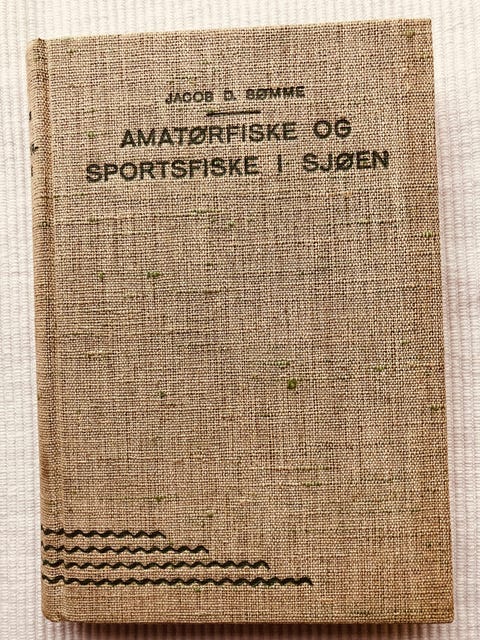 JACOB D. SØMME
AMATØRFISKE OG
SPORTSFISKE I SJØEN